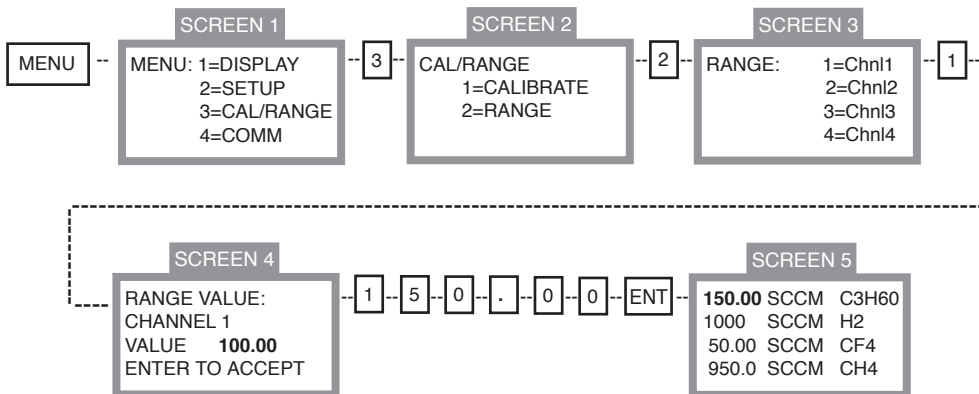 SCREEN 1
SCREEN 2
SCREEN 3
MENU
MENU: 1=DISPLAY
2=SETUP
3=CAL/RANGE
4=COMM
3
CAL/RANGE
1=CALIBRATE
2=RANGE
2
RANGE: 1=Chnl1
2=Chnl2
3=Chnl3
4=Chnl4
1
SCREEN 4
SCREEN 5
RANGE VALUE:
CHANNEL 1
VALUE 100.00
ENTER TO ACCEPT
1 5 0 . 0 0 ENT
150.00 SCCM C3H60
1000 SCCM H2
50.00 SCCM CF4
950.0 SCCM CH4